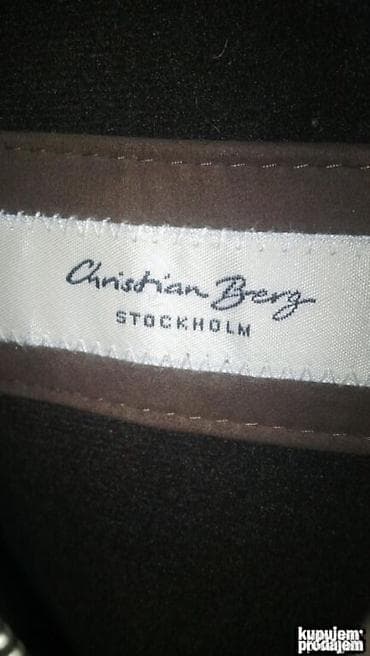 Christian Berg
STOCKHOLM
kupujem
prodajem